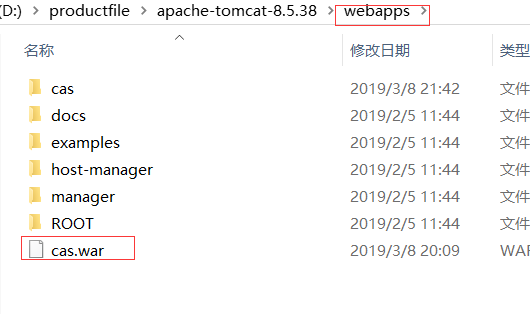 (D:) > productfile > apache-tomcat-8.5.38 > webapps >
名称 修改日期 类型
cas 2019/3/8 21:42 文件
docs 2019/2/5 11:44 文件
examples 2019/2/5 11:44 文件
host-manager 2019/2/5 11:44 文件
manager 2019/2/5 11:44 文件
ROOT 2019/2/5 11:44 文件
cas.war 2019/3/8 20:09 WAR